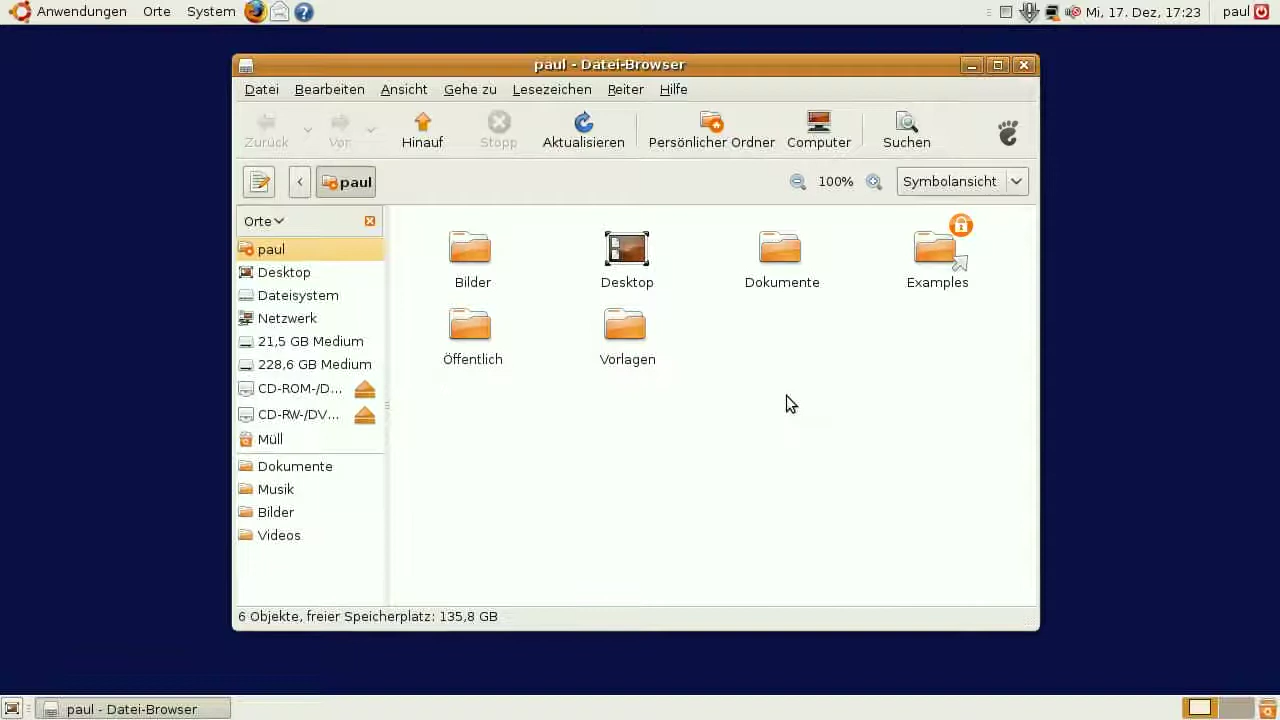 Anwendungen Orte System Mi, 17. Dez, 17:23 paul
paul - Datei-Browser
Datei Bearbeiten Ansicht Gehe zu Lesezeichen Reiter Hilfe
Zurück Vor Hinauf Stopp Aktualisieren Persönlicher Ordner Computer Suchen
paul 100% Symbolansicht
Orte
paul
Desktop
Dateisystem
Netzwerk
21,5 GB Medium
228,6 GB Medium
CD-ROM-/D...
CD-RW-/DV...
Müll
Dokumente
Musik
Bilder
Videos
Bilder Desktop Dokumente Examples
Öffentlich Vorlagen
6 Objekte, freier Speicherplatz: 135,8 GB
paul - Datei-Browser